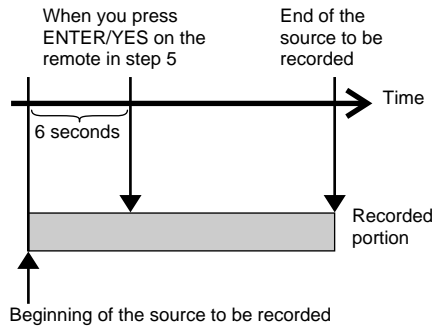 When you press
ENTER/YES on the
remote in step 5
End of the
source to be
recorded
Time
6 seconds
Recorded
portion
Beginning of the source to be recorded